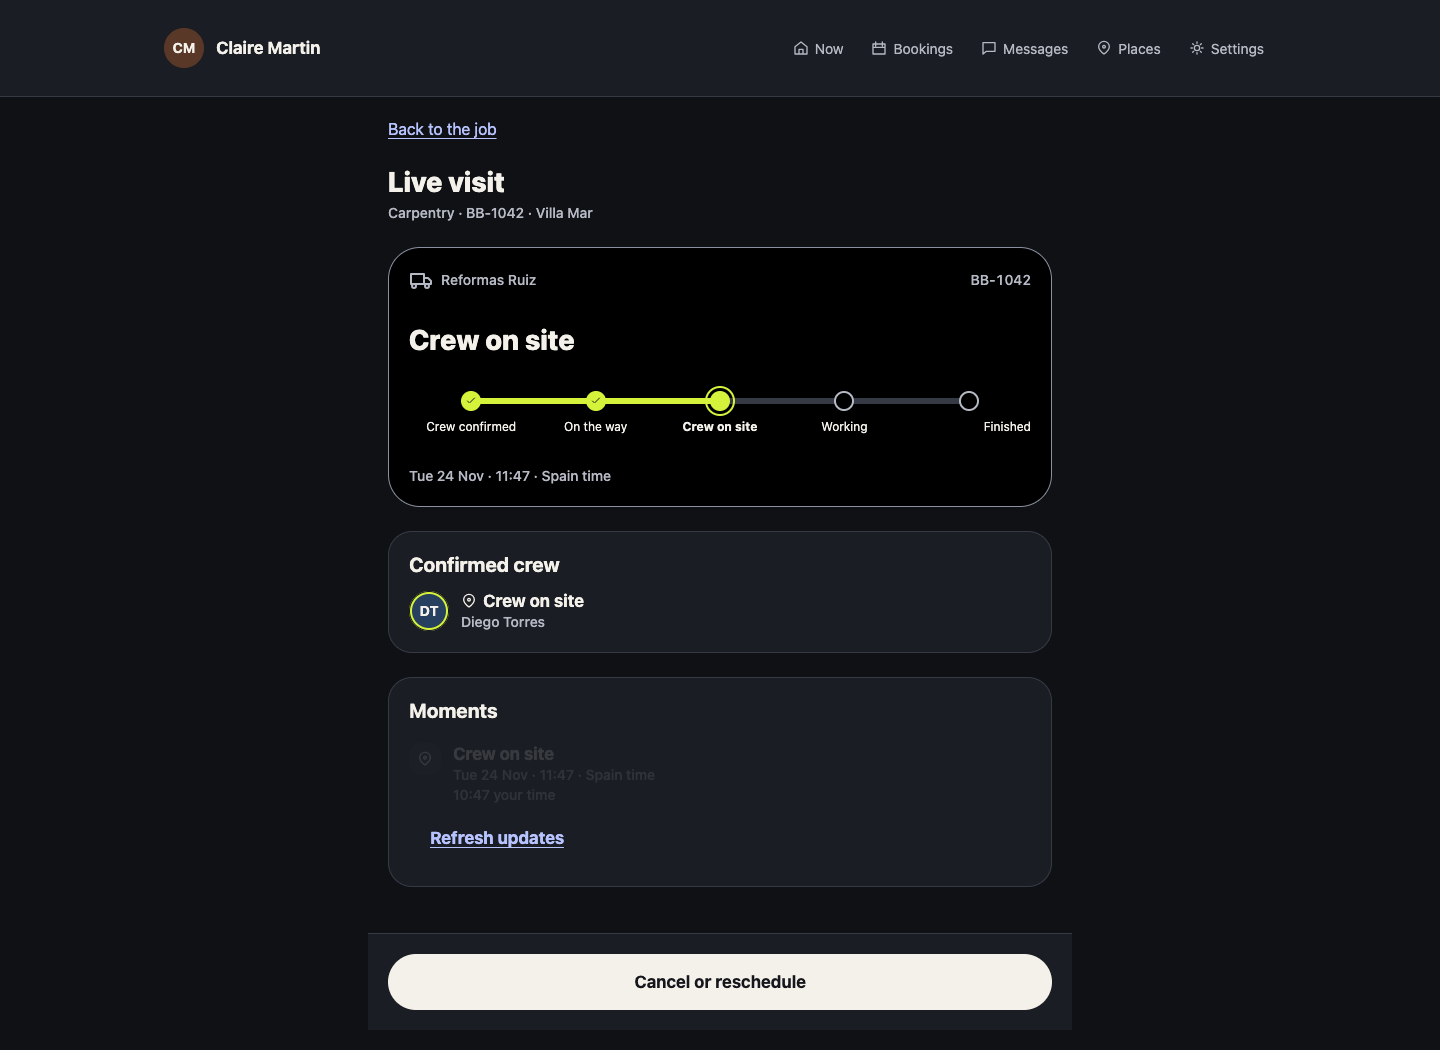 CM Claire Martin Now Bookings Messages Places Settings
Back to the job
Live visit
Carpentry · BB-1042 · Villa Mar
Reformas Ruiz BB-1042
Crew on site
Crew confirmed On the way Crew on site Working Finished
Tue 24 Nov · 11:47 · Spain time
Confirmed crew
DT Crew on site
Diego Torres
Moments
Crew on site
Tue 24 Nov · 11:47 · Spain time
10:47 your time
Refresh updates
Cancel or reschedule